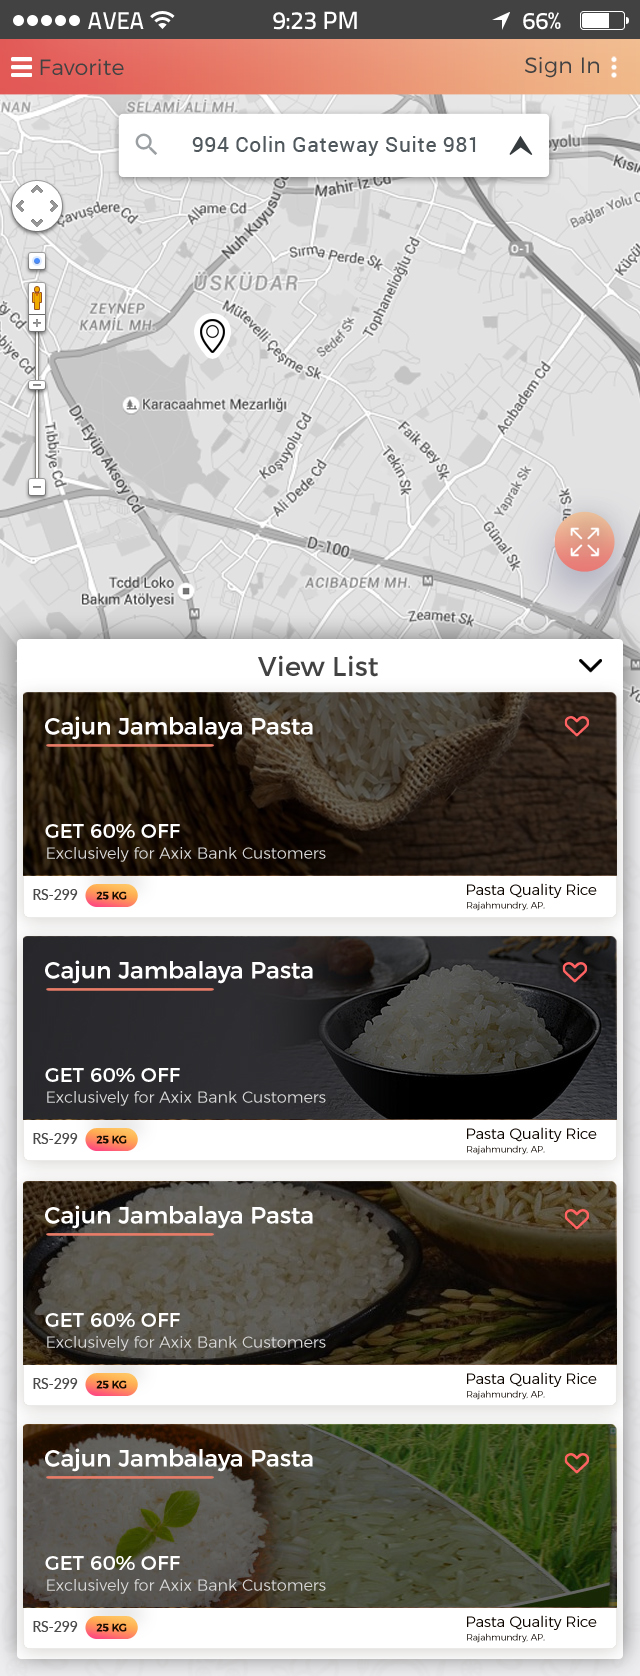 AVEA 9:23 PM 66%
Favorite Sign In
SELAMİ ALİ MH.
994 Colin Gateway Suite 981
Mahir İz Cd
Çavuşdere Cd
Aşame Cd
Nuh Kuyusu Cd
Bağlar Yolu C
Sırma Perde Sk
O-1
Tophanelioğlu Cd
ÜSKÜDAR
ZEYNEP
KAMİL MH.
Mütevelli Çeşme Sk
Sedef Sk
Karacaahmet Mezarlığı
Acıbadem Cd
Dr. Eyüp Aksoy Cd
Tıbbiye Cd
Koşuyolu Cd
Faik Bey Sk
Tekin Sk
Ali Dede Cd
Yaprak Sk
Günal Sk
D-100
ACIBADEM MH.
Tcdd Loko
Bakım Atölyesi
Zeamet Sk
View List
Cajun Jambalaya Pasta
GET 60% OFF
Exclusively for Axix Bank Customers
RS-299 25 KG Pasta Quality Rice
Rajahmundry, AP.
Cajun Jambalaya Pasta
GET 60% OFF
Exclusively for Axix Bank Customers
RS-299 25 KG Pasta Quality Rice
Rajahmundry, AP.
Cajun Jambalaya Pasta
GET 60% OFF
Exclusively for Axix Bank Customers
RS-299 25 KG Pasta Quality Rice
Rajahmundry, AP.
Cajun Jambalaya Pasta
GET 60% OFF
Exclusively for Axix Bank Customers
RS-299 25 KG Pasta Quality Rice
Rajahmundry, AP.